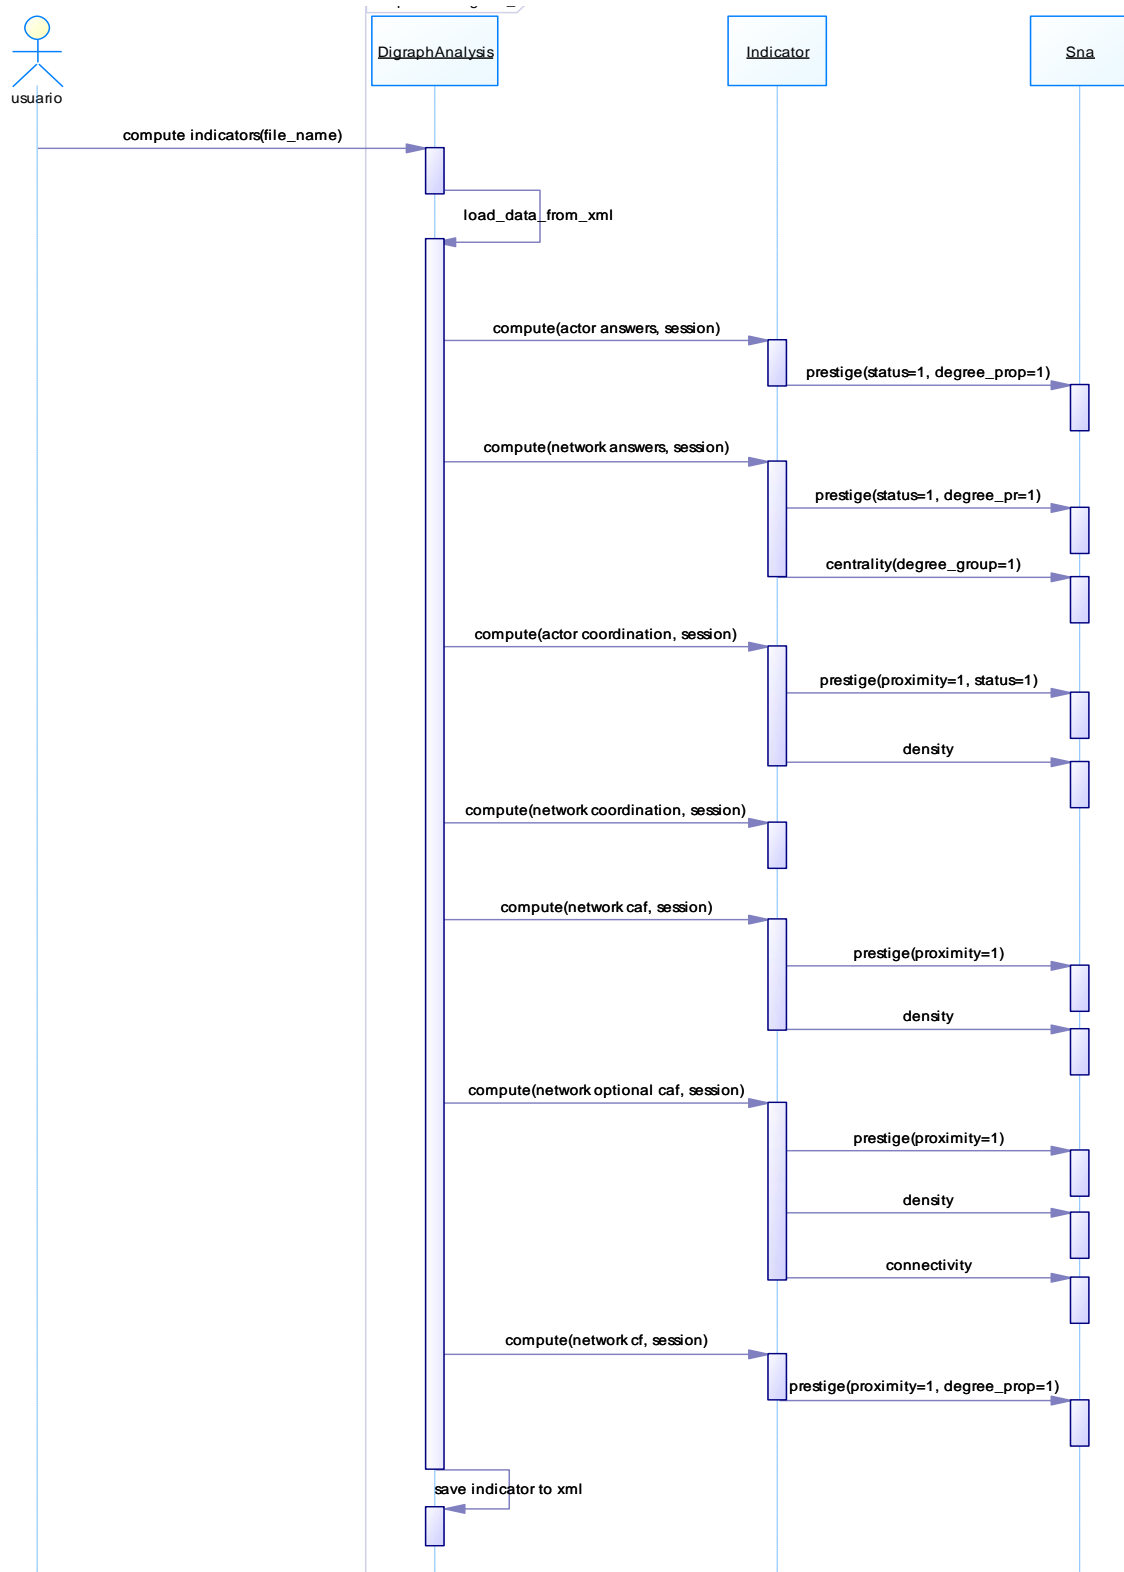 DigraphAnalysis
Indicator
Sna
usuario
compute indicators(file_name)
load_data_from_xml
compute(actor answers, session)
prestige(status=1, degree_prop=1)
compute(network answers, session)
prestige(status=1, degree_pr=1)
centrality(degree_group=1)
compute(actor coordination, session)
prestige(proximity=1, status=1)
density
compute(network coordination, session)
compute(network caf, session)
prestige(proximity=1)
density
compute(network optional caf, session)
prestige(proximity=1)
density
connectivity
compute(network cf, session)
prestige(proximity=1, degree_prop=1)
save indicator to xml